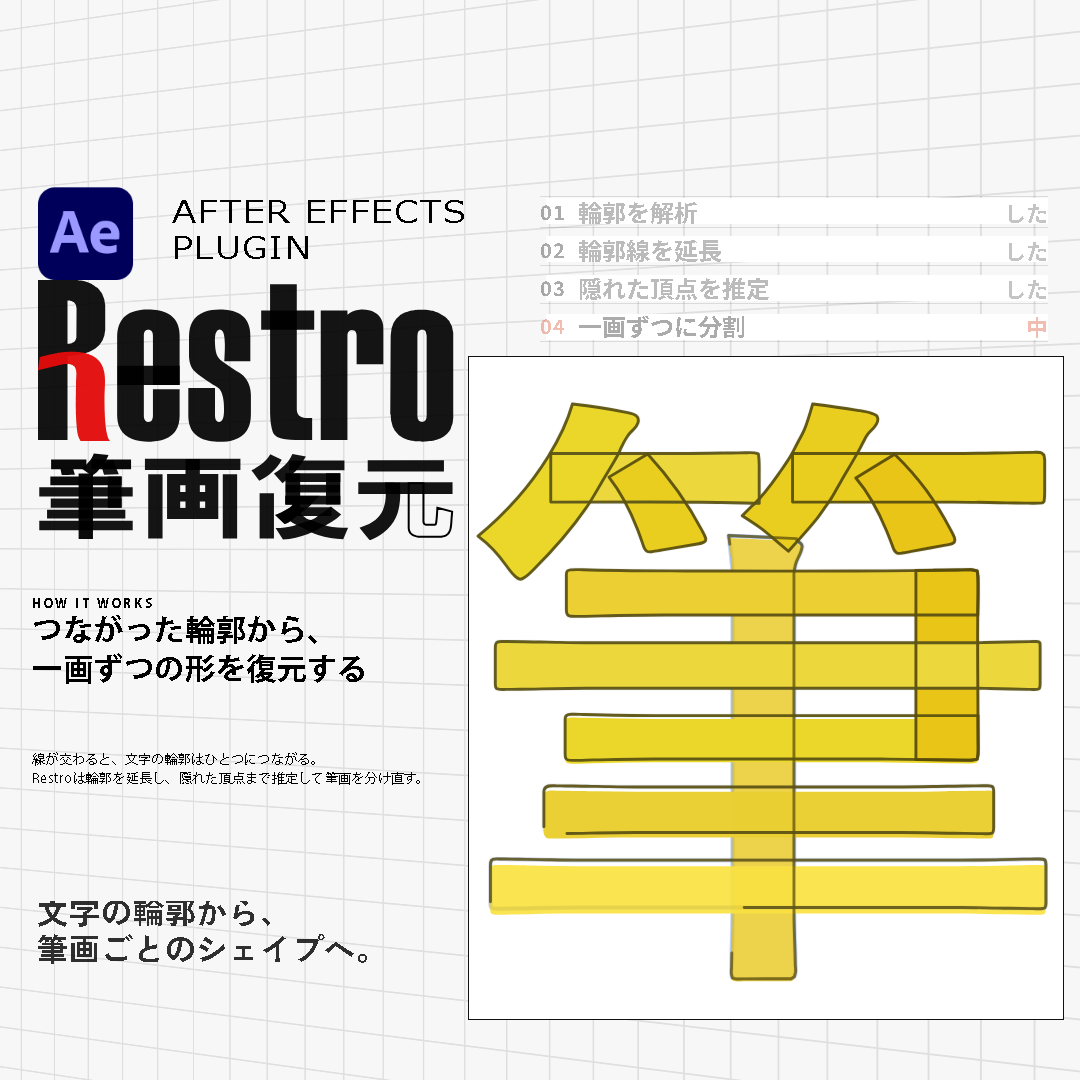 Ae
AFTER EFFECTS
PLUGIN
Restro
筆画復元
01 輪郭を解析 した
02 輪郭線を延長 した
03 隠れた頂点を推定 した
04 一画ずつに分割 中
筆
HOW IT WORKS
つながった輪郭から、
一画ずつの形を復元する
線が交わると、文字の輪郭はひとつにつながる。
Restroは輪郭を延長し、隠れた頂点まで推定して筆画を分け直す。
文字の輪郭から、
筆画ごとのシェイプへ。